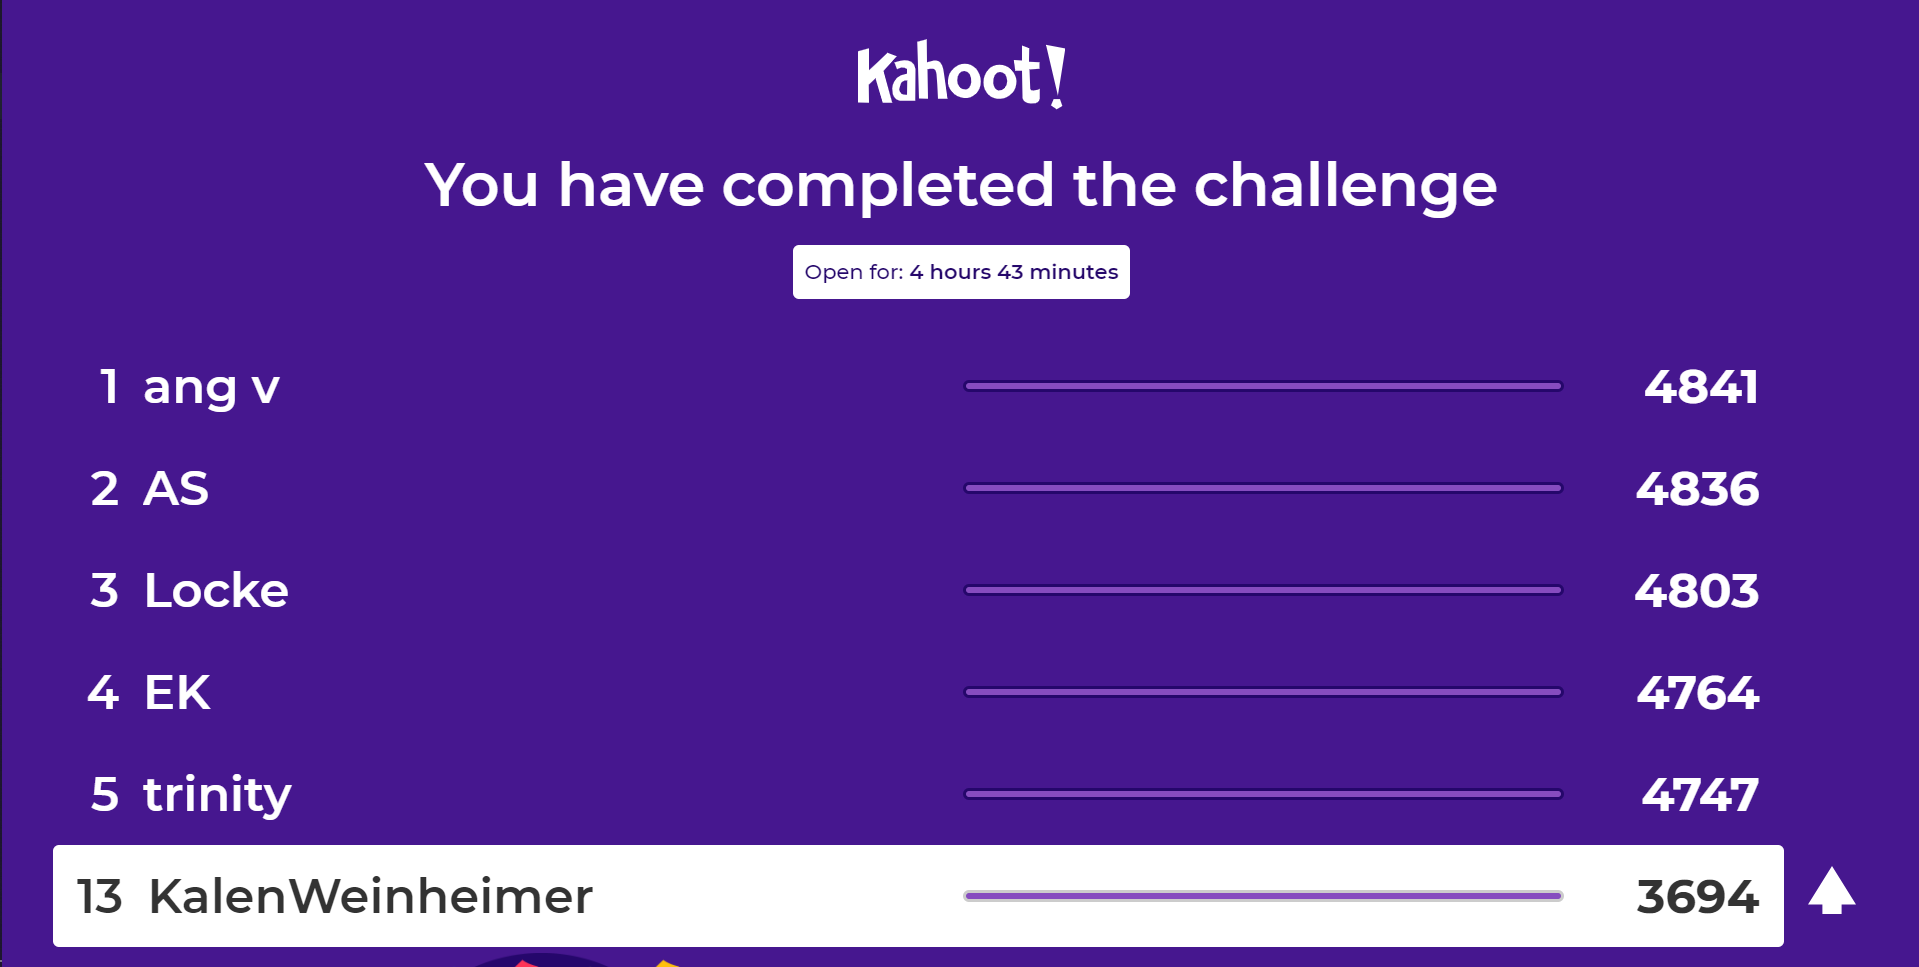 Kahoot!
You have completed the challenge
Open for: 4 hours 43 minutes
1 ang v 4841
2 AS 4836
3 Locke 4803
4 EK 4764
5 trinity 4747
13 KalenWeinheimer 3694